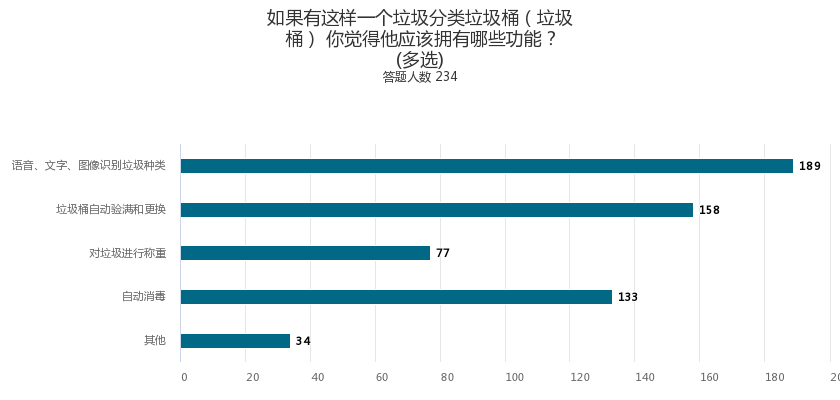 如果有这样一个垃圾分类垃圾桶（垃圾
桶） 你觉得他应该拥有哪些功能？
(多选)
答题人数 234
语音、文字、图像识别垃圾种类
189
垃圾桶自动验满和更换
158
对垃圾进行称重
77
自动消毒
133
其他
34
0 20 40 60 80 100 120 140 160 180